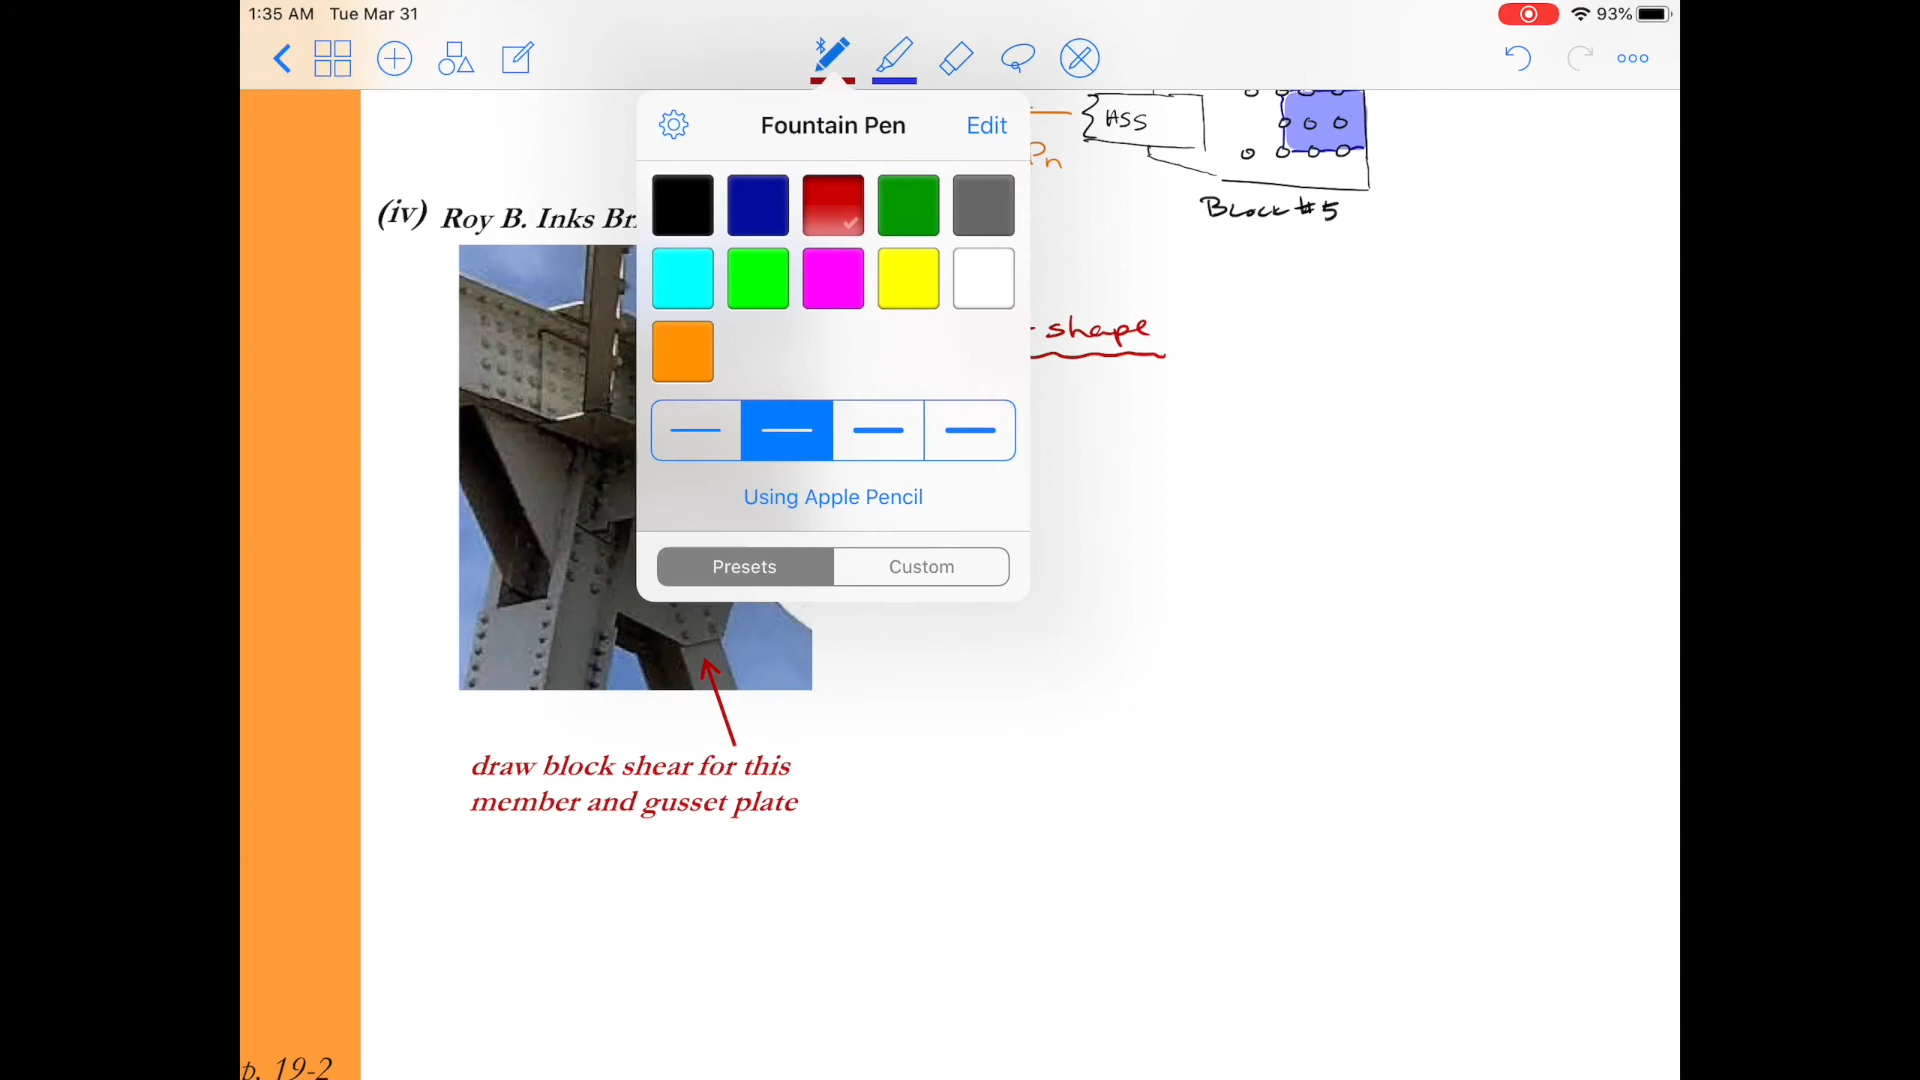 1:35 AM Tue Mar 31
93%
Fountain Pen
Edit
HSS
Pn
Block #5
(iv) Roy B. Inks
shape
Using Apple Pencil
Presets
Custom
draw block shear for this
member and gusset plate
p. 19-2